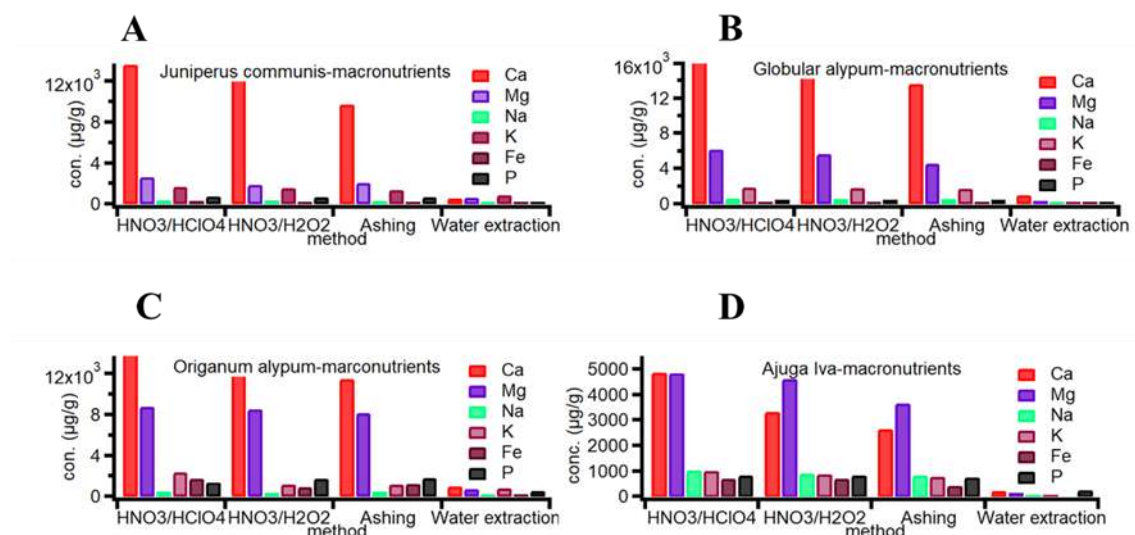 A
Juniperus communis-macronutrients
12x10³
8
4
0
con. (µg/g)
Ca
Mg
Na
K
Fe
P
HNO3/HClO4 HNO3/H2O2 Ashing Water extraction
method
B
Globular alypum-macronutrients
16x10³
12
8
4
0
con. (µg/g)
Ca
Mg
Na
K
Fe
P
HNO3/HClO4 HNO3/H2O2 Ashing Water extraction
method
C
Origanum alypum-marconutrients
12x10³
8
4
0
con. (µg/g)
Ca
Mg
Na
K
Fe
P
HNO3/HClO4 HNO3/H2O2 Ashing Water extraction
method
D
Ajuga Iva-macronutrients
5000
4000
3000
2000
1000
0
conc. (µg/g)
Ca
Mg
Na
K
Fe
P
HNO3/HClO4 HNO3/H2O2 Ashing Water extraction
method